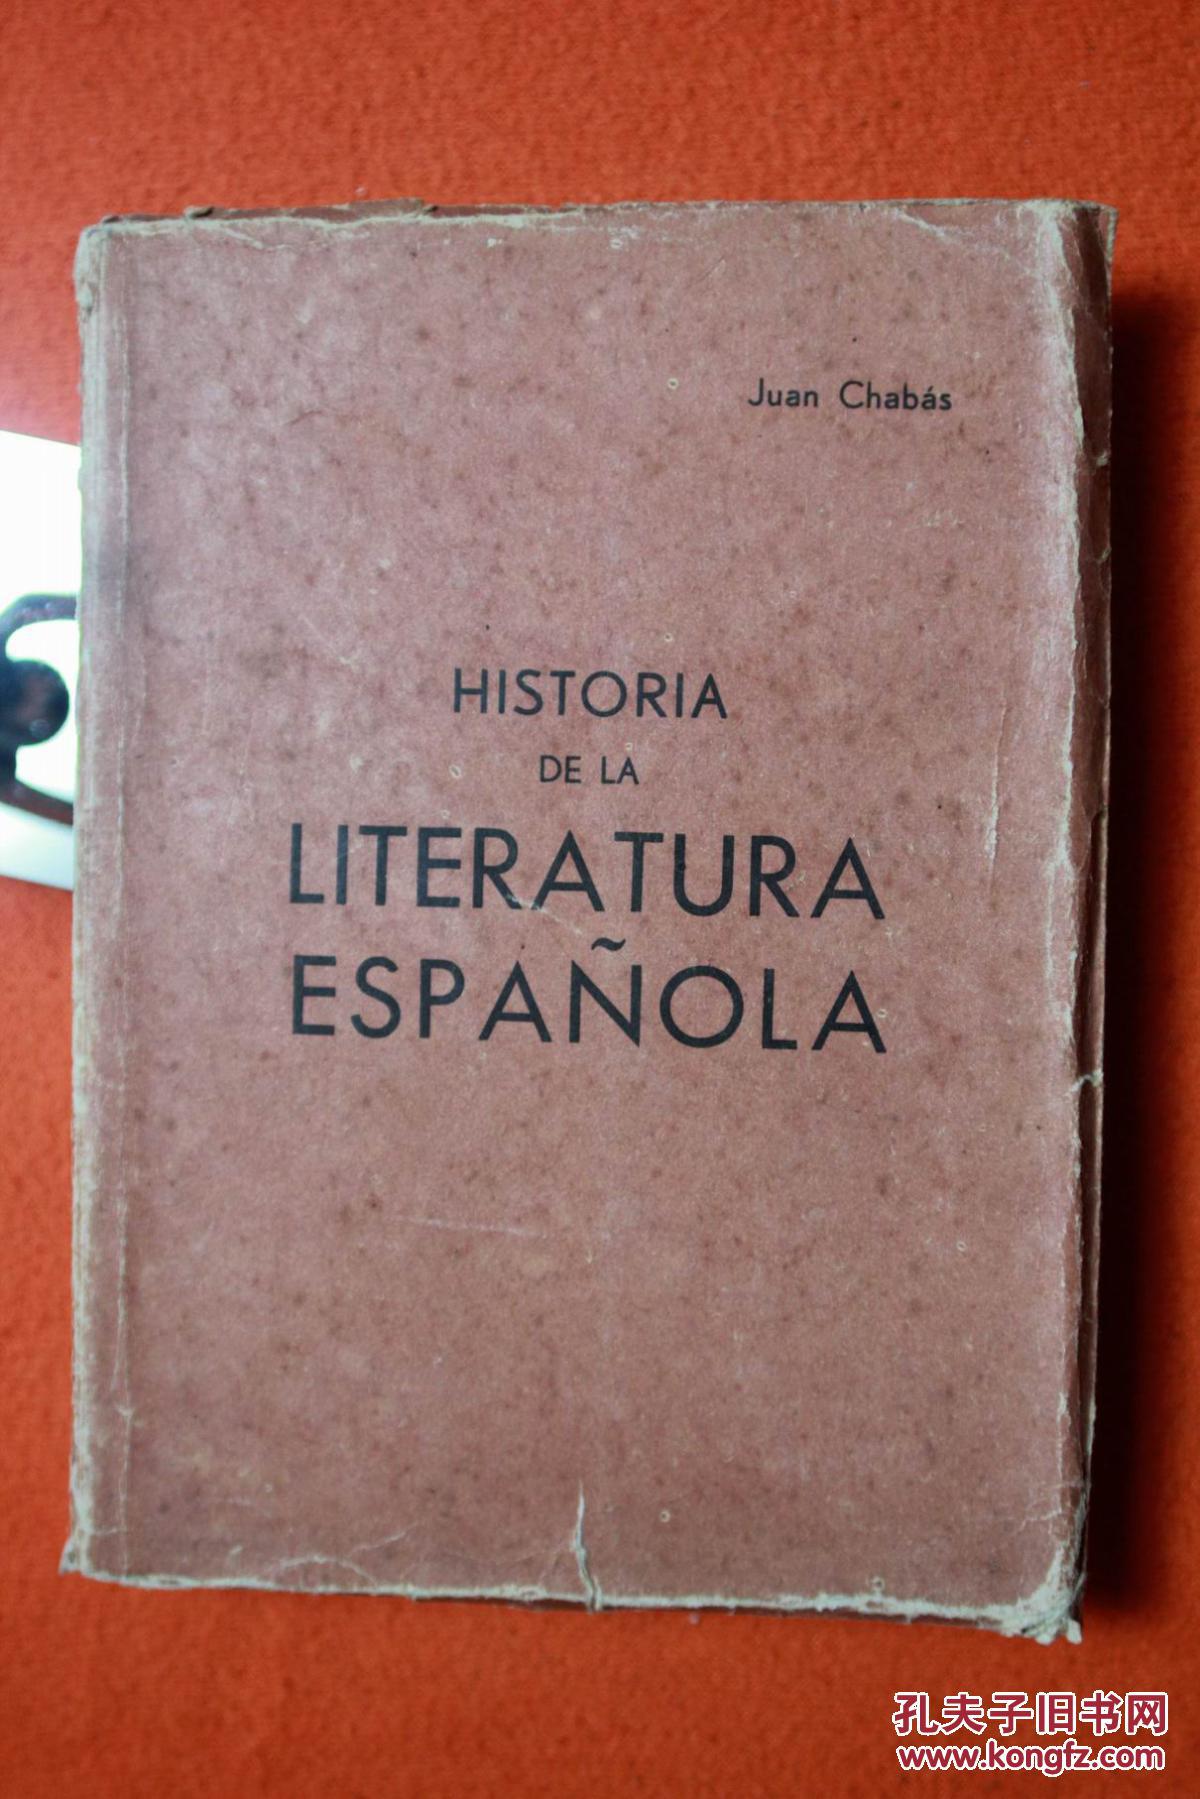 Juan Chabás
HISTORIA
DE LA
LITERATURA
ESPAÑOLA
孔夫子旧书网
www.kongfz.com